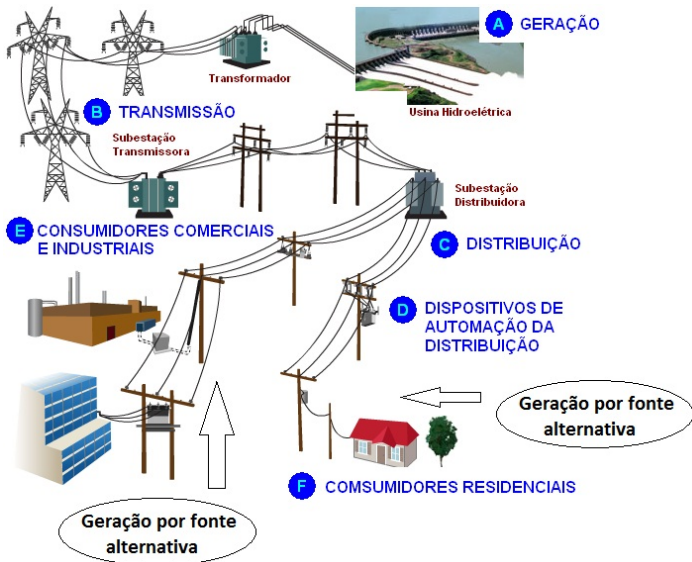 A GERAÇÃO
Transformador
Usina Hidroelétrica
B TRANSMISSÃO
Subestação
Transmissora
Subestação
Distribuidora
E CONSUMIDORES COMERCIAIS
E INDUSTRIAIS
C DISTRIBUIÇÃO
D DISPOSITIVOS DE
AUTOMAÇÃO DA
DISTRIBUIÇÃO
Geração por fonte
alternativa
F COMSUMIDORES RESIDENCIAIS
Geração por fonte
alternativa